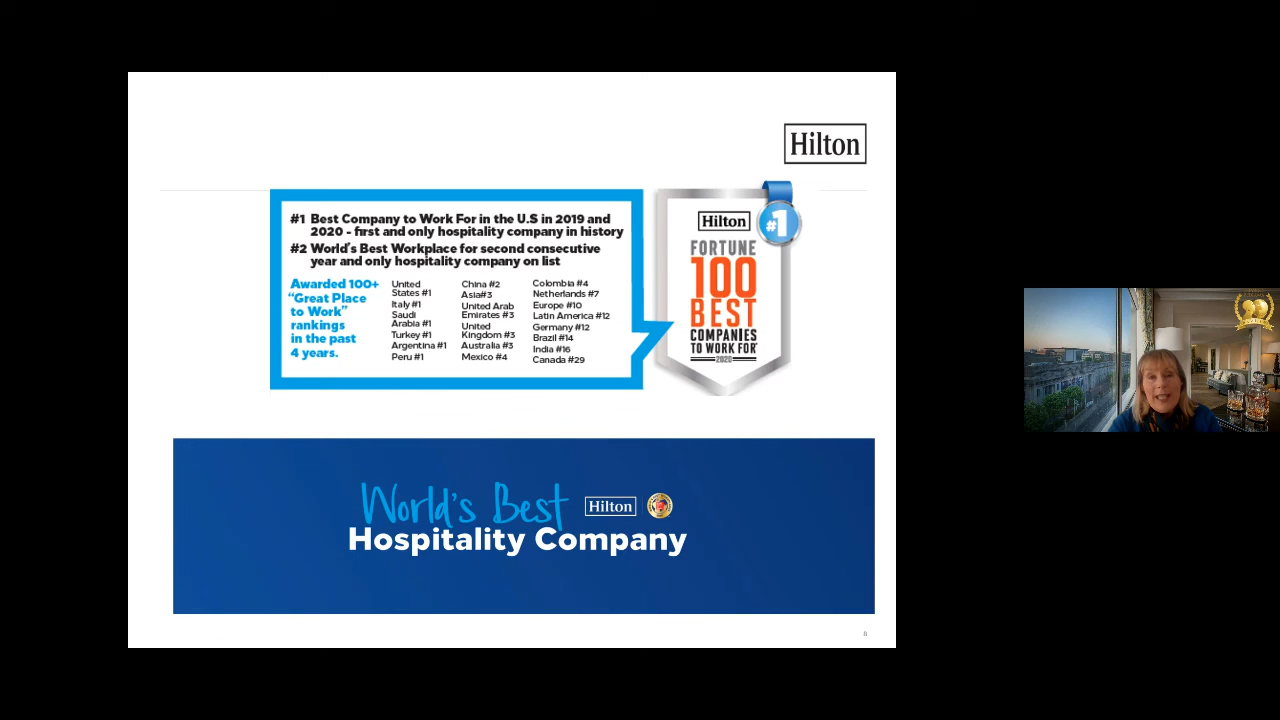 Hilton
#1 Best Company to Work For in the U.S in 2019 and
2020 - first and only hospitality company in history
#2 World's Best Workplace for second consecutive
year and only hospitality company on list
Awarded 100+
“Great Place
to Work”
rankings
in the past
4 years.
United
States #1
Italy #1
Saudi
Arabia #1
Turkey #1
Argentina #1
Peru #1
China #2
Asia#3
United Arab
Emirates #3
United
Kingdom #3
Australia #3
Mexico #4
Colombia #4
Netherlands #7
Europe #10
Latin America #12
Germany #12
Brazil #14
India #16
Canada #29
#1
Hilton
FORTUNE
100
BEST
COMPANIES
TO WORK FOR
2020
World's Best
Hilton
Hospitality Company
8